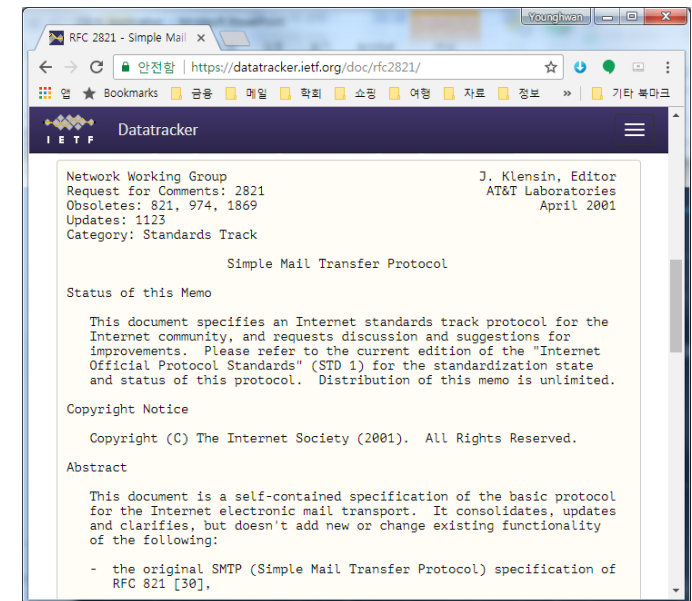 Younghwan
RFC 2821 - Simple Mail
안전함 | https://datatracker.ietf.org/doc/rfc2821/
앱 Bookmarks 금융 메일 학회 쇼핑 여행 자료 정보 » 기타 북마크
IETF Datatracker
Network Working Group J. Klensin, Editor
Request for Comments: 2821 AT&T Laboratories
Obsoletes: 821, 974, 1869 April 2001
Updates: 1123
Category: Standards Track
Simple Mail Transfer Protocol
Status of this Memo
This document specifies an Internet standards track protocol for the
Internet community, and requests discussion and suggestions for
improvements. Please refer to the current edition of the "Internet
Official Protocol Standards" (STD 1) for the standardization state
and status of this protocol. Distribution of this memo is unlimited.
Copyright Notice
Copyright (C) The Internet Society (2001). All Rights Reserved.
Abstract
This document is a self-contained specification of the basic protocol
for the Internet electronic mail transport. It consolidates, updates
and clarifies, but doesn't add new or change existing functionality
of the following:
- the original SMTP (Simple Mail Transfer Protocol) specification of
RFC 821 [30],